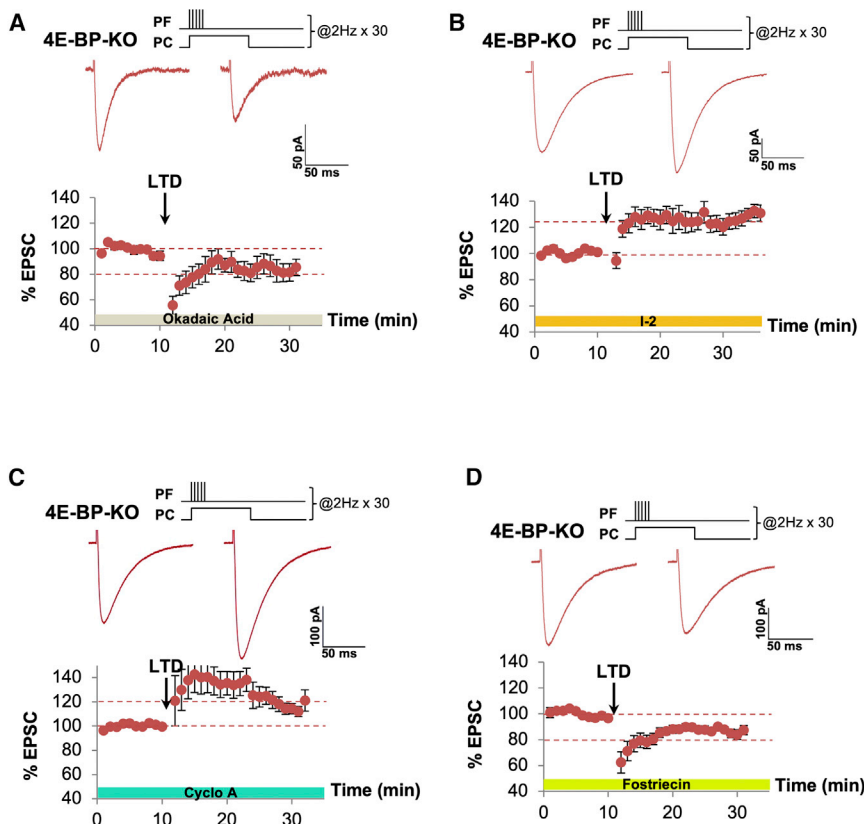 A
4E-BP-KO
PF
PC
@2Hz x 30
50 pA
50 ms
LTD
% EPSC
140
120
100
80
60
40
Okadaic Acid
Time (min)
0
10
20
30
B
4E-BP-KO
PF
PC
@2Hz x 30
50 pA
50 ms
LTD
% EPSC
140
120
100
80
60
40
I-2
Time (min)
0
10
20
30
C
4E-BP-KO
PF
PC
@2Hz x 30
100 pA
50 ms
LTD
% EPSC
140
120
100
80
60
40
Cyclo A
Time (min)
0
10
20
30
D
4E-BP-KO
PF
PC
@2Hz x 30
100 pA
50 ms
LTD
% EPSC
140
120
100
80
60
40
Fostriecin
Time (min)
0
10
20
30